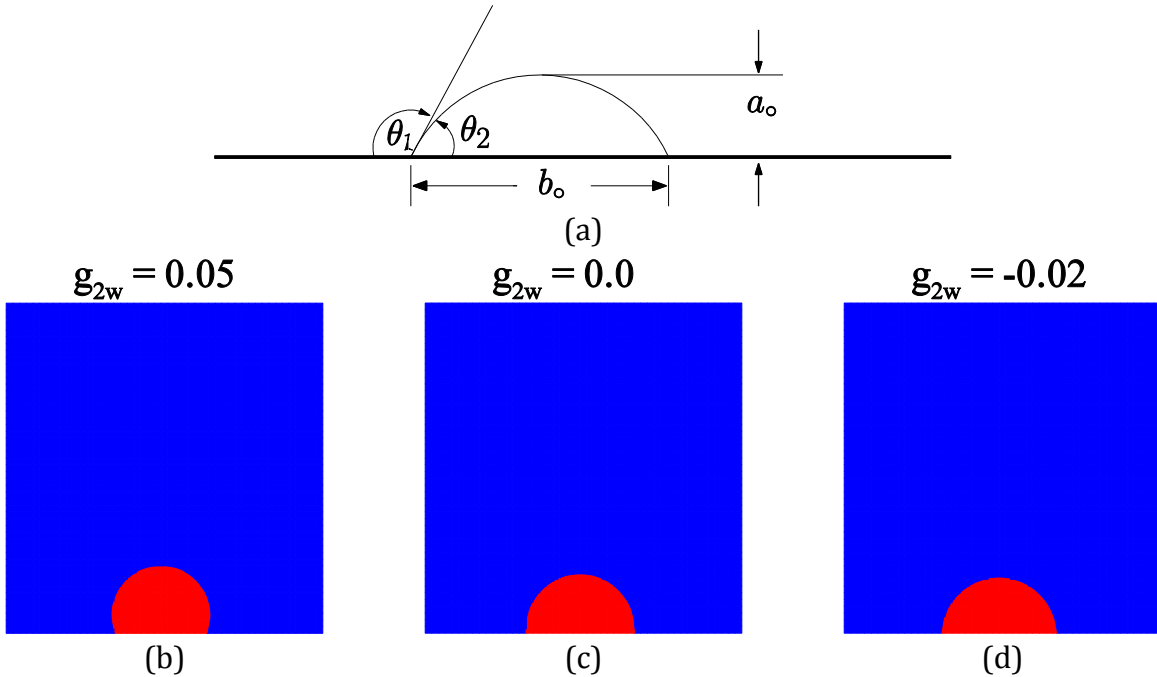 θ₁ θ₂ a∘
b∘
(a)
g₂w = 0.05 g₂w = 0.0 g₂w = -0.02
(b) (c) (d)